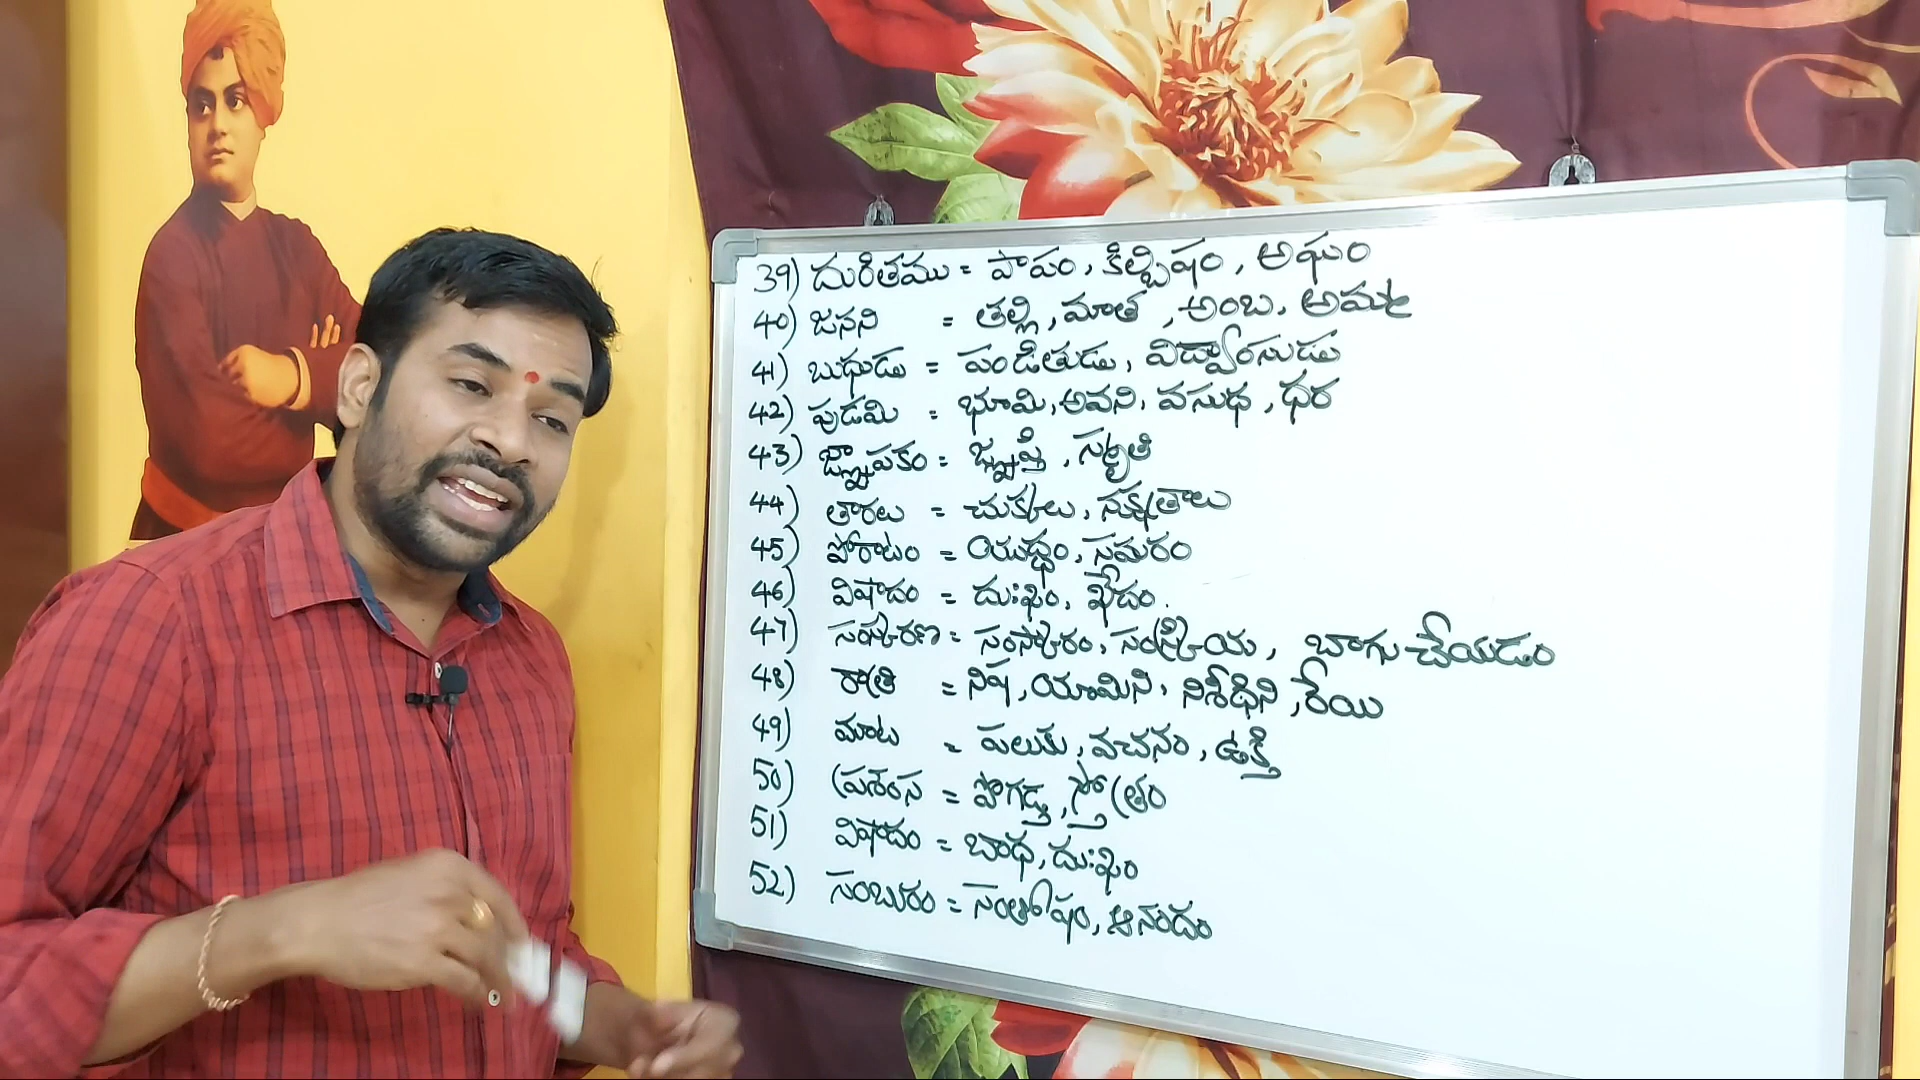 39) దురితము = పాపం, కిల్బిషం, అఘం
40) జనని = తల్లి, మాత, అంబ, అమ్మ
41) బుధుడు = పండితుడు, విద్వాంసుడు
42) పుడమి = భూమి, అవని, వసుధ, ధర
43) జ్ఞాపకం = జ్ఞప్తి, స్మృతి
44) తారలు = చుక్కలు, నక్షత్రాలు
45) పోరాటం = యుద్ధం, సమరం
46) విషాదం = దుఃఖం, ఖేదం.
47) సంస్కరణ = సంస్కారం, సంస్క్రియ, బాగుచేయడం
48) రాత్రి = నిష, యామిని, నిశీథిని, రేయి
49) మాట = పలుకు, వచనం, ఉక్తి
50) ప్రశంస = పొగడ్త, స్తోత్రం
51) విషాదం = బాధ, దుఃఖం
52) సంబురం = సంతోషం, ఆనందం